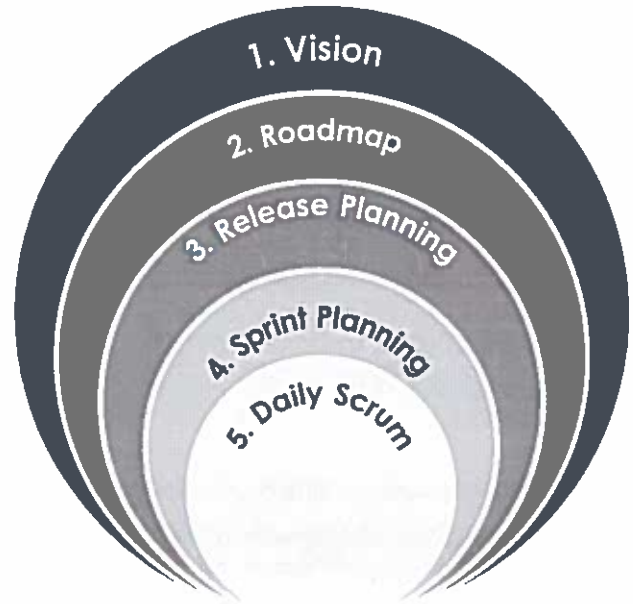 1. Vision
2. Roadmap
3. Release Planning
4. Sprint Planning
5. Daily Scrum